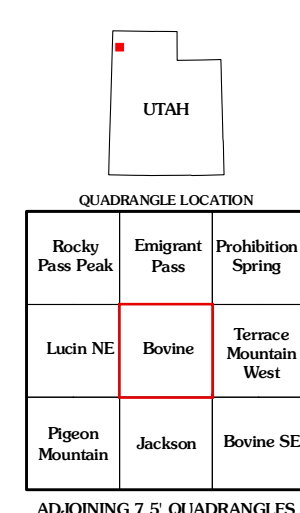 UTAH
QUADRANGLE LOCATION
Rocky
Pass Peak
Emigrant
Pass
Prohibition
Spring
Lucin NE
Bovine
Terrace
Mountain
West
Pigeon
Mountain
Jackson
Bovine SE
ADJOINING 7.5' QUADRANGLES